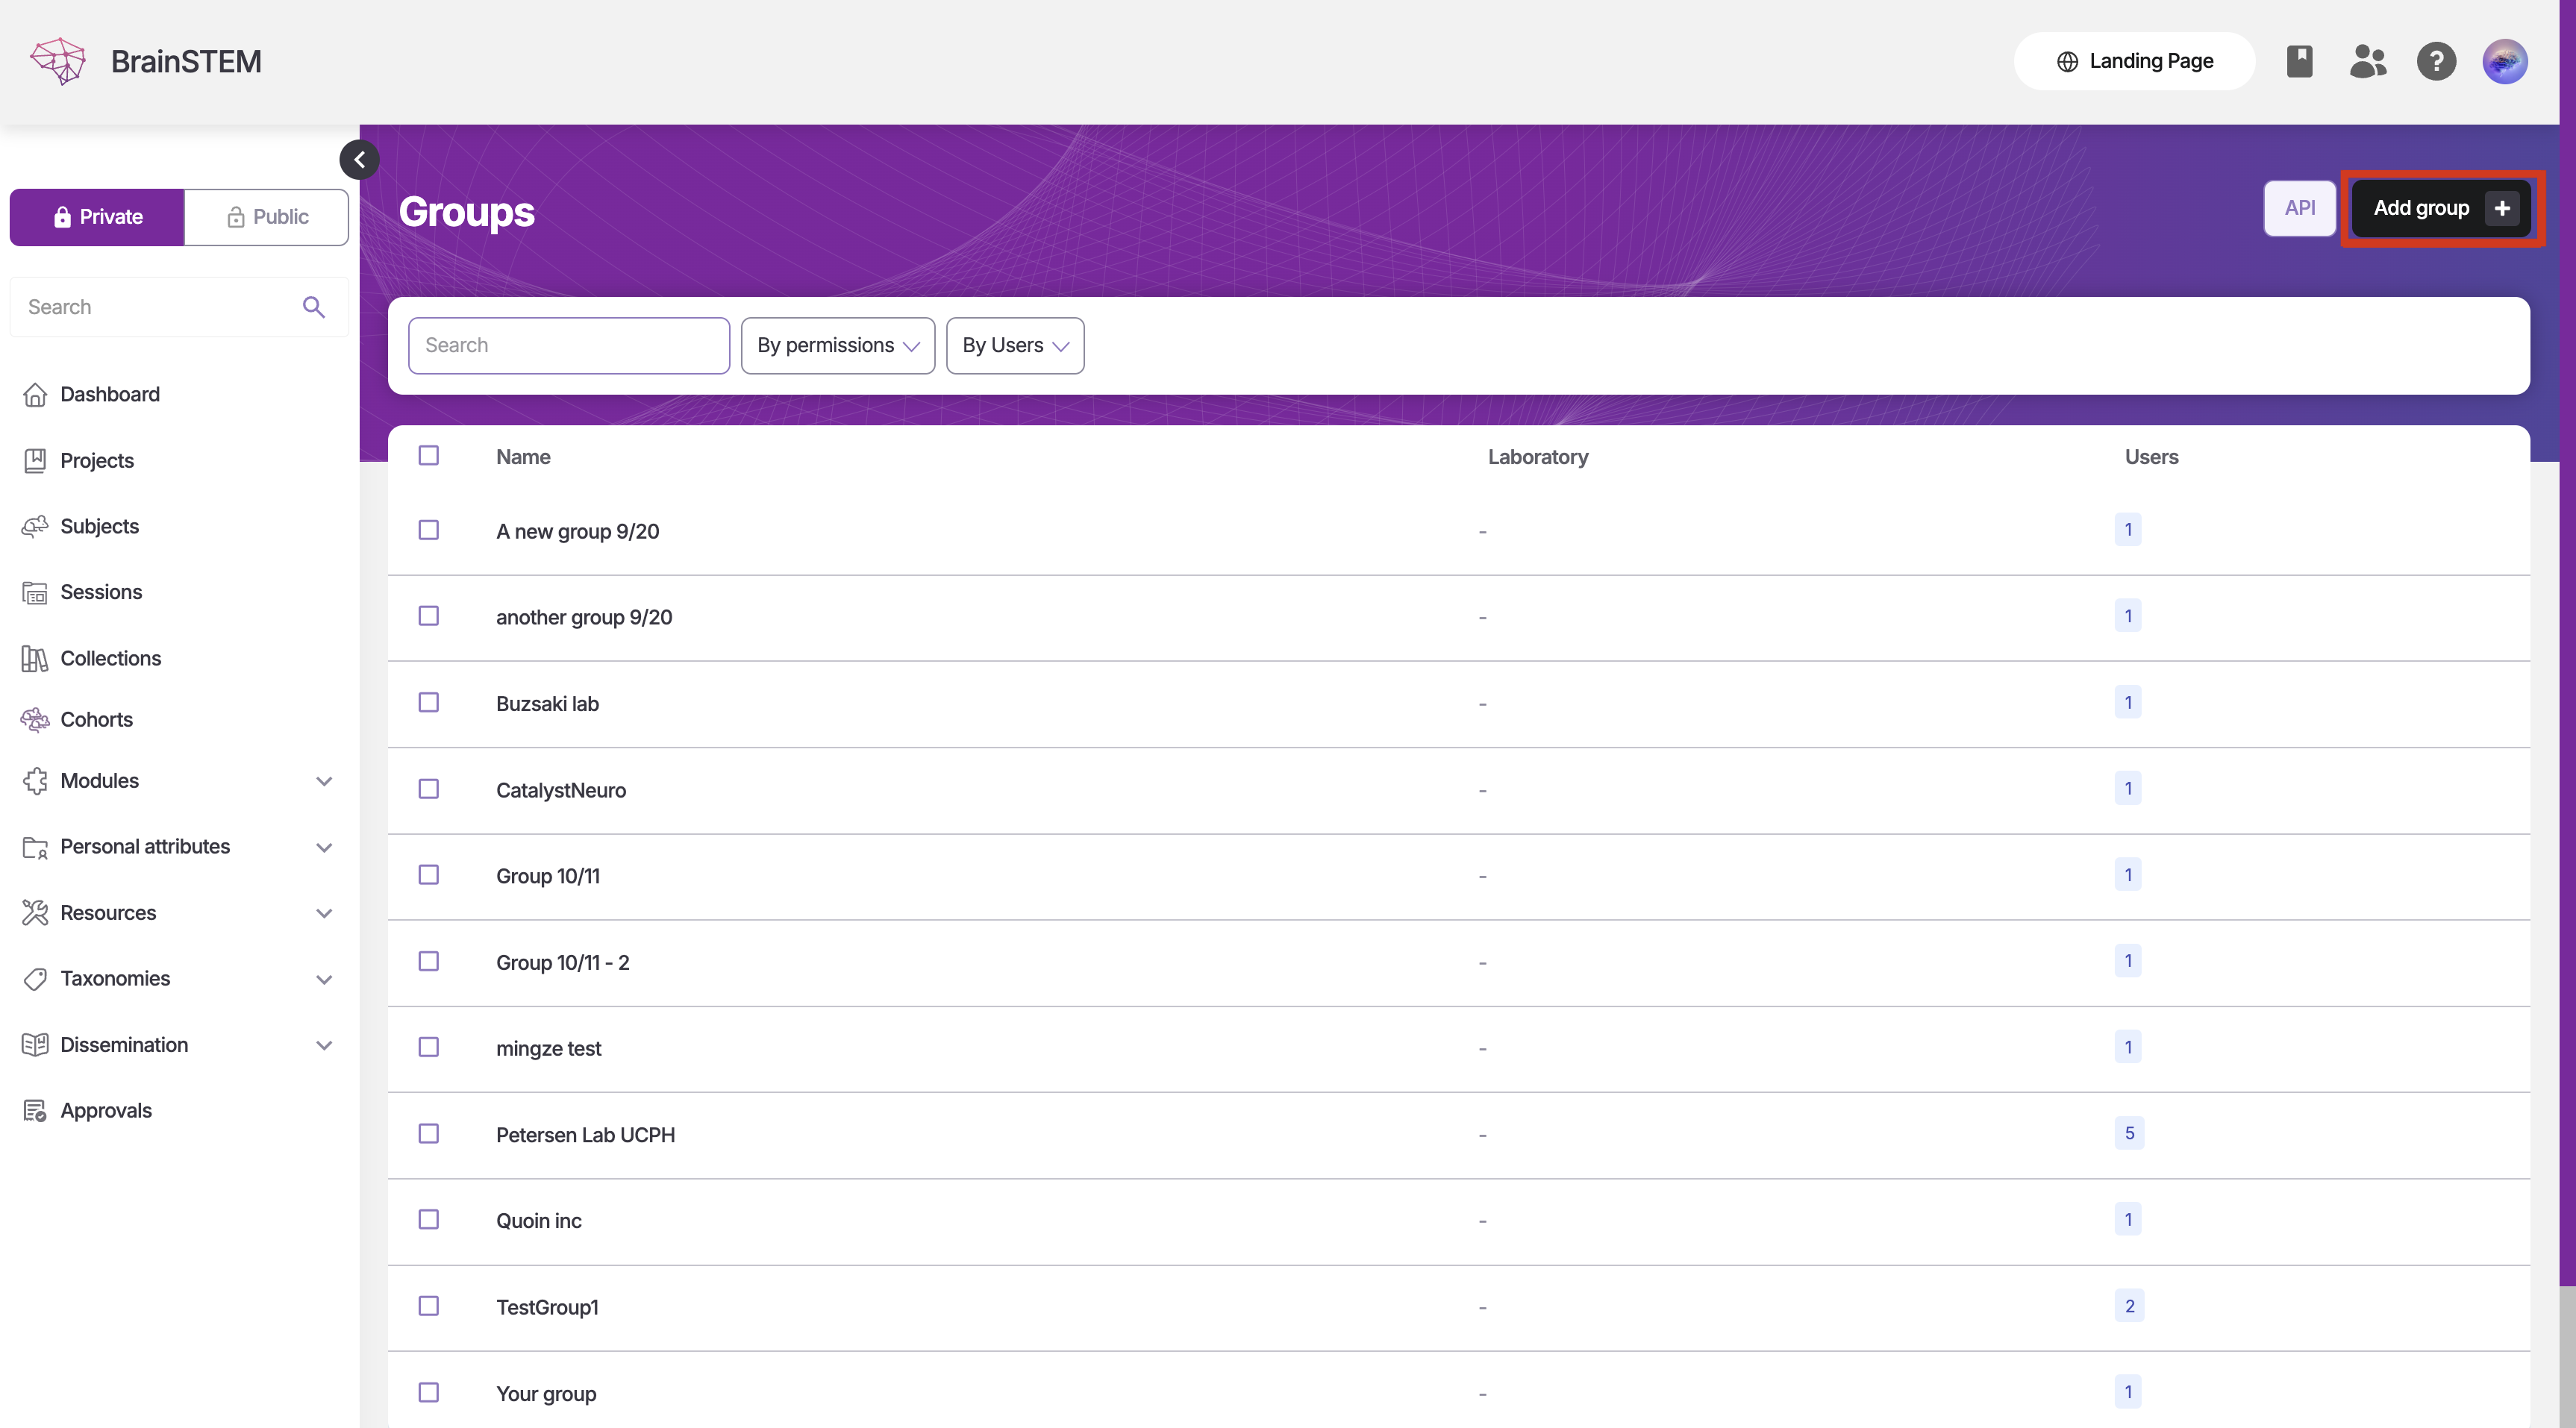 BrainSTEM
Landing Page
?
Private
Public
Search
Dashboard
Projects
Subjects
Sessions
Collections
Cohorts
Modules
Personal attributes
Resources
Taxonomies
Dissemination
Approvals
Groups
API
Add group +
Search
By permissions
By Users
Name Laboratory Users
A new group 9/20 - 1
another group 9/20 - 1
Buzsaki lab - 1
CatalystNeuro - 1
Group 10/11 - 1
Group 10/11 - 2 - 1
mingze test - 1
Petersen Lab UCPH - 5
Quoin inc - 1
TestGroup1 - 2
Your group - 1